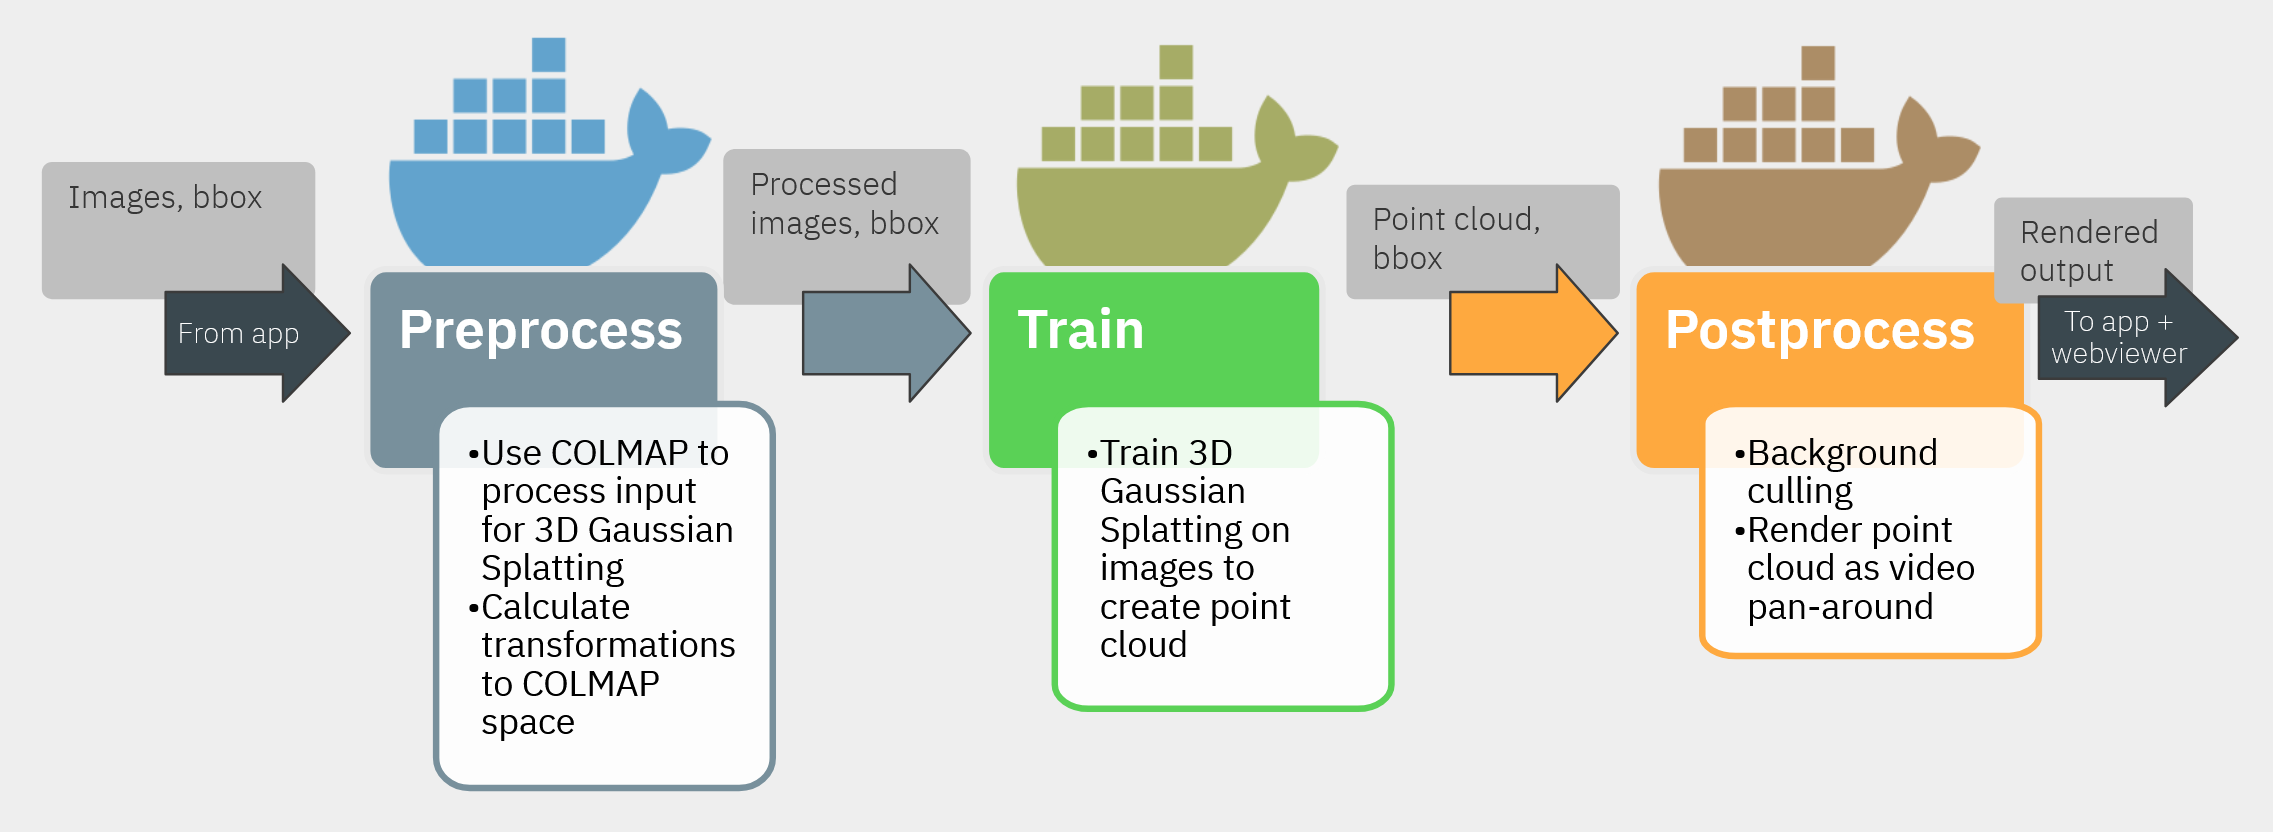 Images, bbox
From app
Preprocess
•Use COLMAP to
process input
for 3D Gaussian
Splatting
•Calculate
transformations
to COLMAP
space
Processed
images, bbox
Train
•Train 3D
Gaussian
Splatting on
images to
create point
cloud
Point cloud,
bbox
Postprocess
•Background
culling
•Render point
cloud as video
pan-around
Rendered
output
To app +
webviewer